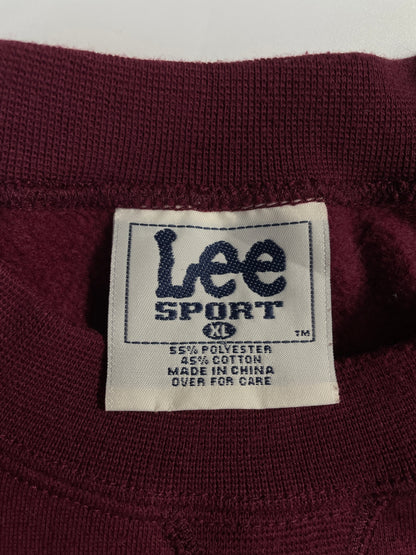 Lee
SPORT
XL
TM
55% POLYESTER
45% COTTON
MADE IN CHINA
OVER FOR CARE